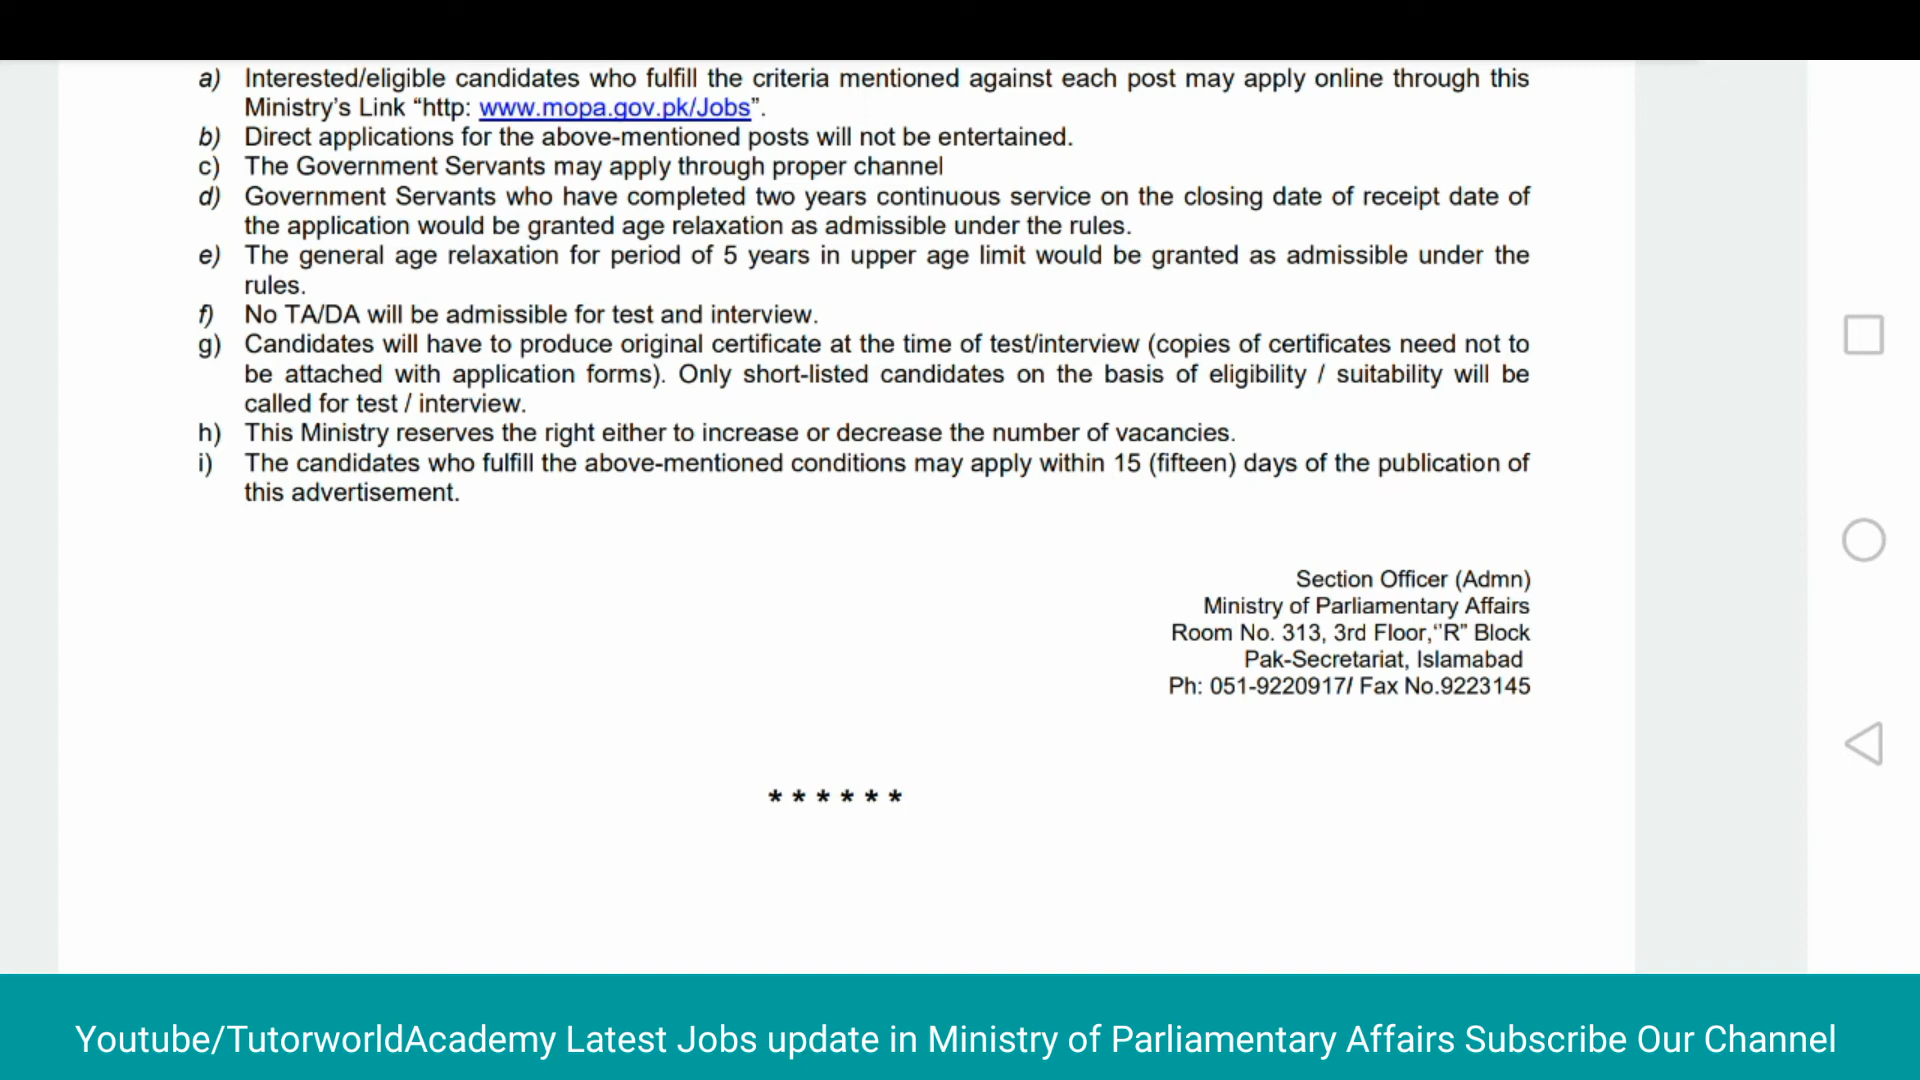 a) Interested/eligible candidates who fulfill the criteria mentioned against each post may apply online through this
Ministry's Link “http: www.mopa.gov.pk/Jobs”.
b) Direct applications for the above-mentioned posts will not be entertained.
c) The Government Servants may apply through proper channel
d) Government Servants who have completed two years continuous service on the closing date of receipt date of
the application would be granted age relaxation as admissible under the rules.
e) The general age relaxation for period of 5 years in upper age limit would be granted as admissible under the
rules.
f) No TA/DA will be admissible for test and interview.
g) Candidates will have to produce original certificate at the time of test/interview (copies of certificates need not to
be attached with application forms). Only short-listed candidates on the basis of eligibility / suitability will be
called for test / interview.
h) This Ministry reserves the right either to increase or decrease the number of vacancies.
i) The candidates who fulfill the above-mentioned conditions may apply within 15 (fifteen) days of the publication of
this advertisement.
Section Officer (Admn)
Ministry of Parliamentary Affairs
Room No. 313, 3rd Floor,‘'R” Block
Pak-Secretariat, Islamabad
Ph: 051-9220917/ Fax No.9223145
* * * * * *
Youtube/TutorworldAcademy Latest Jobs update in Ministry of Parliamentary Affairs Subscribe Our Channel